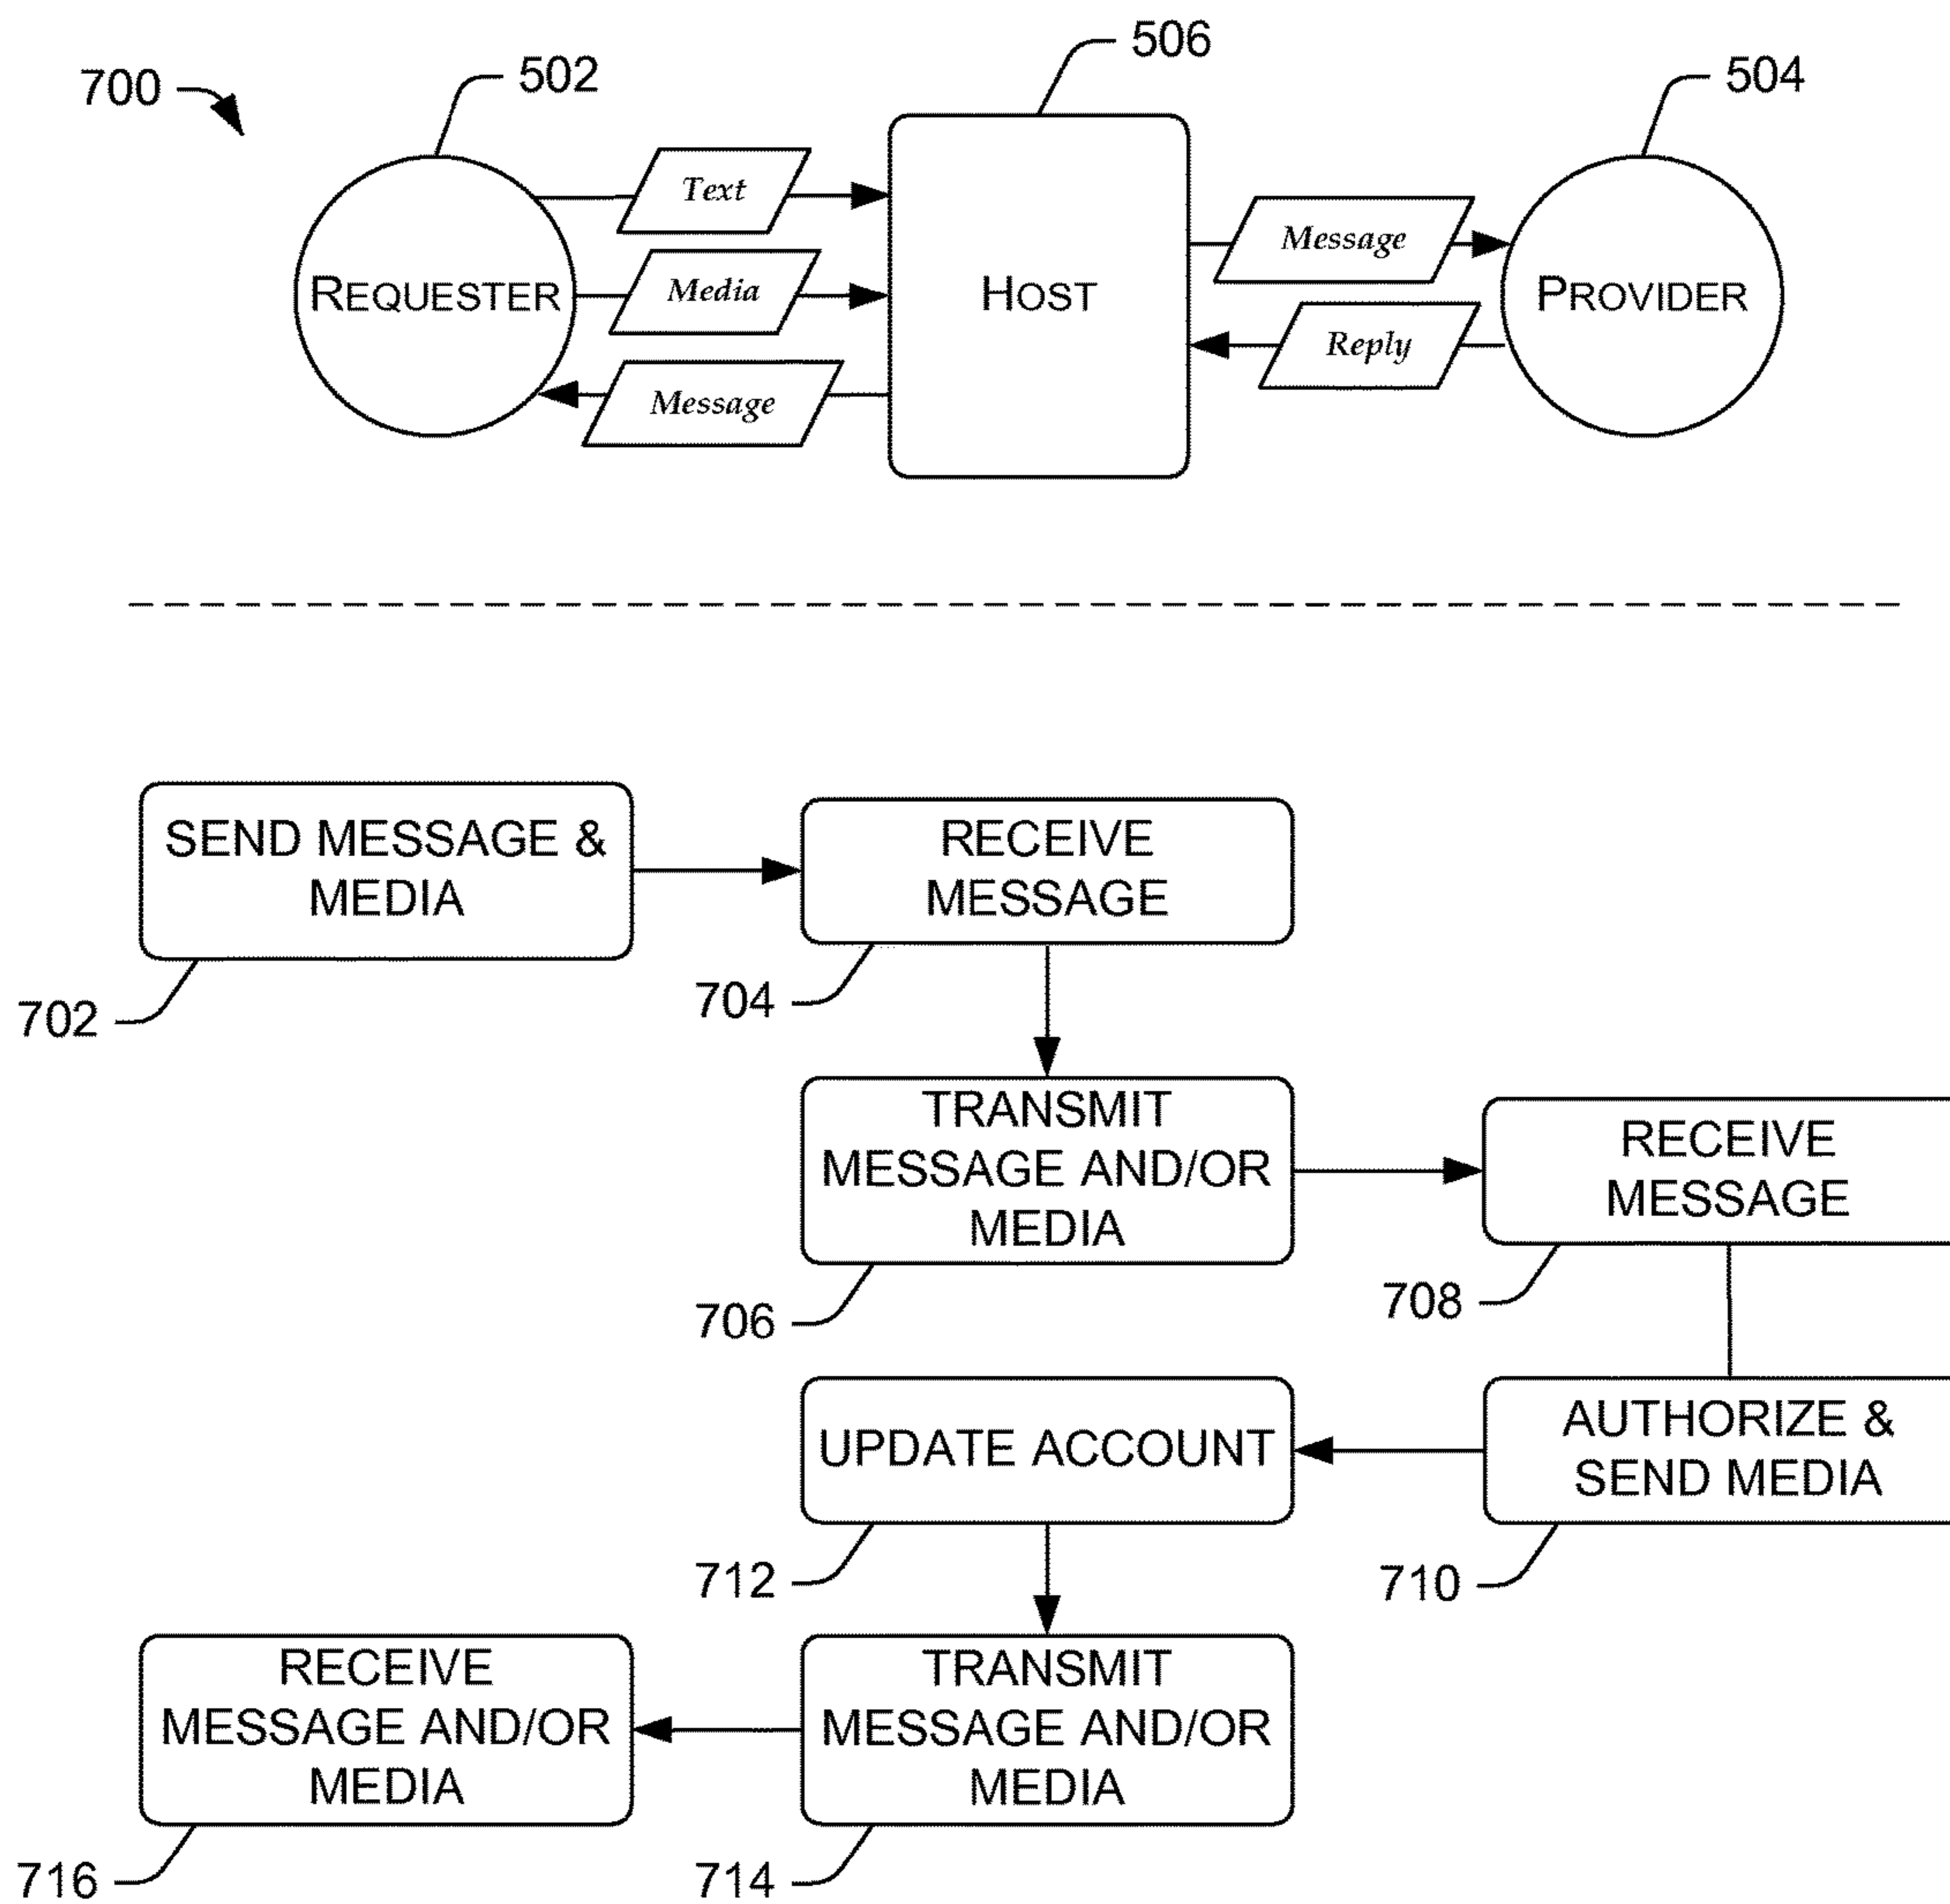 700
502
506
504
Text
Message
REQUESTER
Media
HOST
PROVIDER
Reply
Message
SEND MESSAGE &
MEDIA
RECEIVE
MESSAGE
702
704
TRANSMIT
MESSAGE AND/OR
MEDIA
RECEIVE
MESSAGE
706
708
UPDATE ACCOUNT
AUTHORIZE &
SEND MEDIA
712
710
RECEIVE
MESSAGE AND/OR
MEDIA
TRANSMIT
MESSAGE AND/OR
MEDIA
716
714